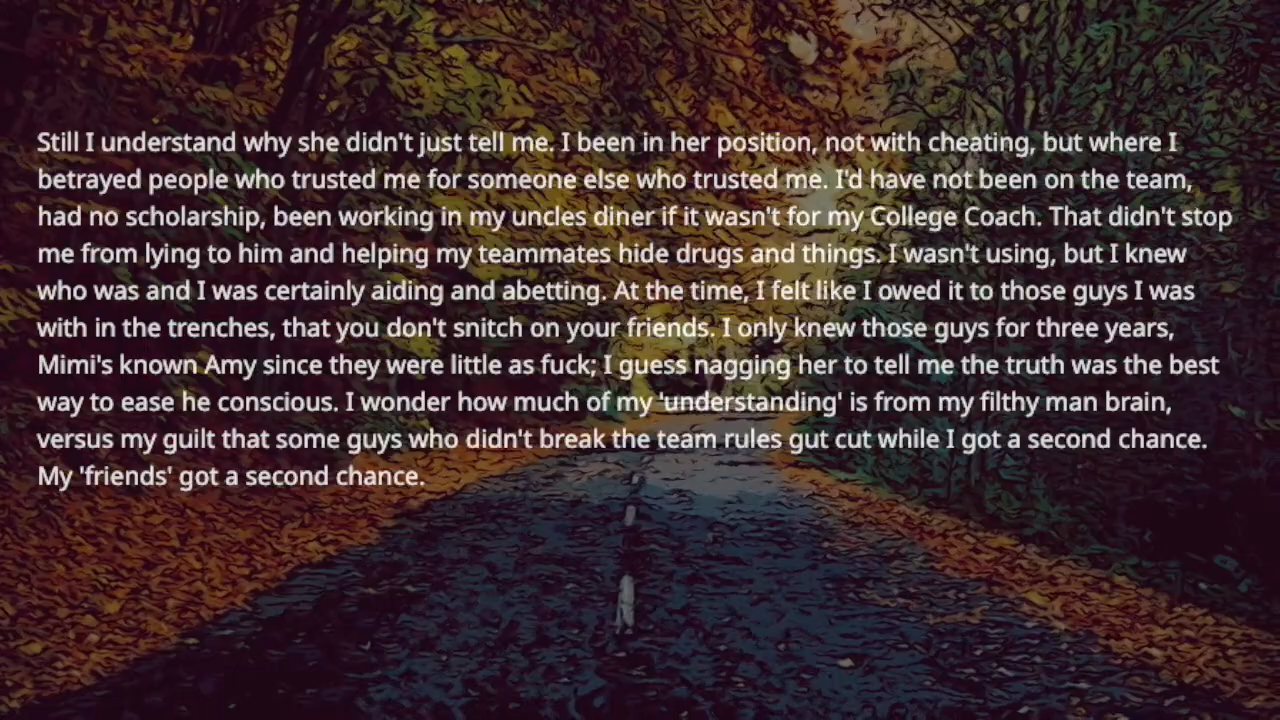 Still I understand why she didn't just tell me. I been in her position, not with cheating, but where I
betrayed people who trusted me for someone else who trusted me. I'd have not been on the team,
had no scholarship, been working in my uncles diner if it wasn't for my College Coach. That didn't stop
me from lying to him and helping my teammates hide drugs and things. I wasn't using, but I knew
who was and I was certainly aiding and abetting. At the time, I felt like I owed it to those guys I was
with in the trenches, that you don't snitch on your friends. I only knew those guys for three years,
Mimi's known Amy since they were little as fuck; I guess nagging her to tell me the truth was the best
way to ease he conscious. I wonder how much of my 'understanding' is from my filthy man brain,
versus my guilt that some guys who didn't break the team rules gut cut while I got a second chance.
My 'friends' got a second chance.